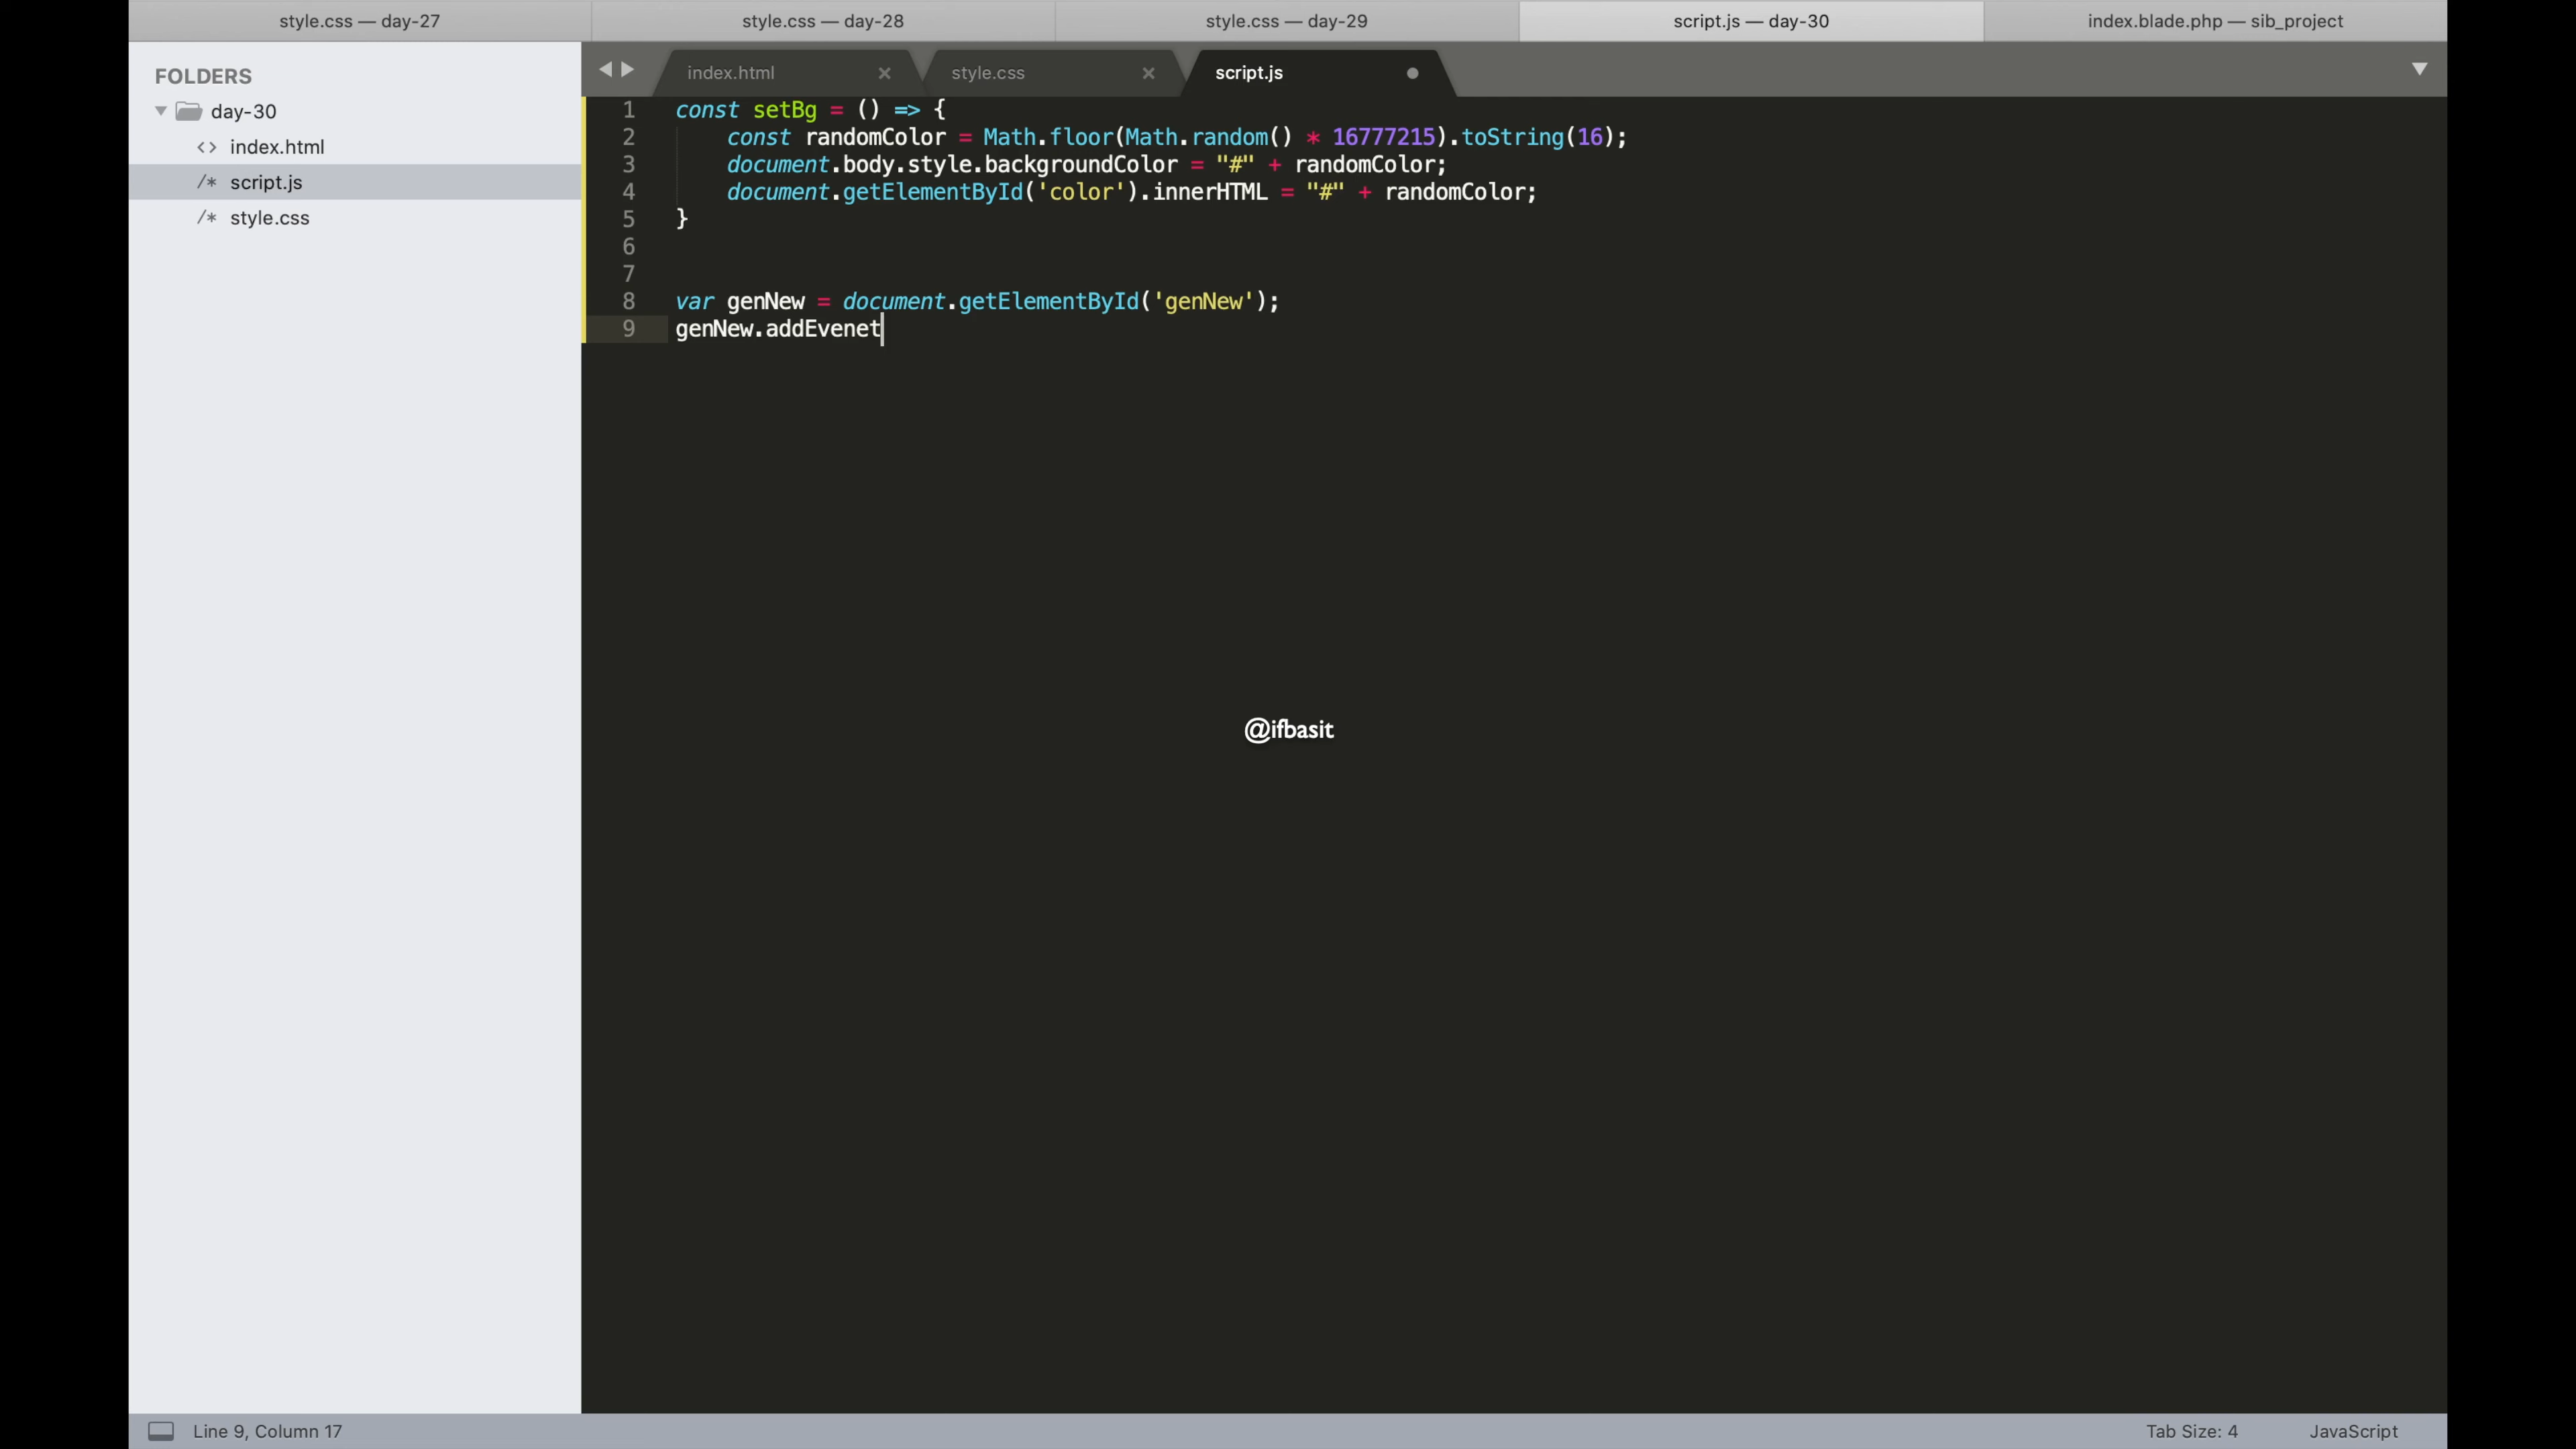 style.css — day-27
style.css — day-28
style.css — day-29
script.js — day-30
index.blade.php — sib_project
FOLDERS
day-30
<> index.html
/* script.js
/* style.css
index.html
style.css
script.js
1 const setBg = () => {
2 const randomColor = Math.floor(Math.random() * 16777215).toString(16);
3 document.body.style.backgroundColor = "#" + randomColor;
4 document.getElementById('color').innerHTML = "#" + randomColor;
5 }
6
7
8 var genNew = document.getElementById('genNew');
9 genNew.addEvenet
@ifbasit
Line 9, Column 17
Tab Size: 4
JavaScript